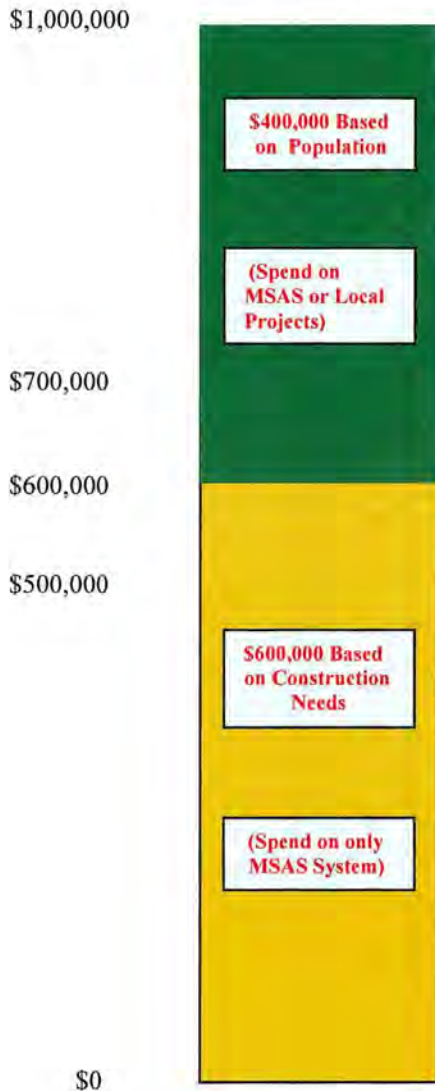 $1,000,000
$400,000 Based
on Population
(Spend on
MSAS or Local
Projects)
$700,000
$600,000
$500,000
$600,000 Based
on Construction
Needs
(Spend on only
MSAS System)
$0